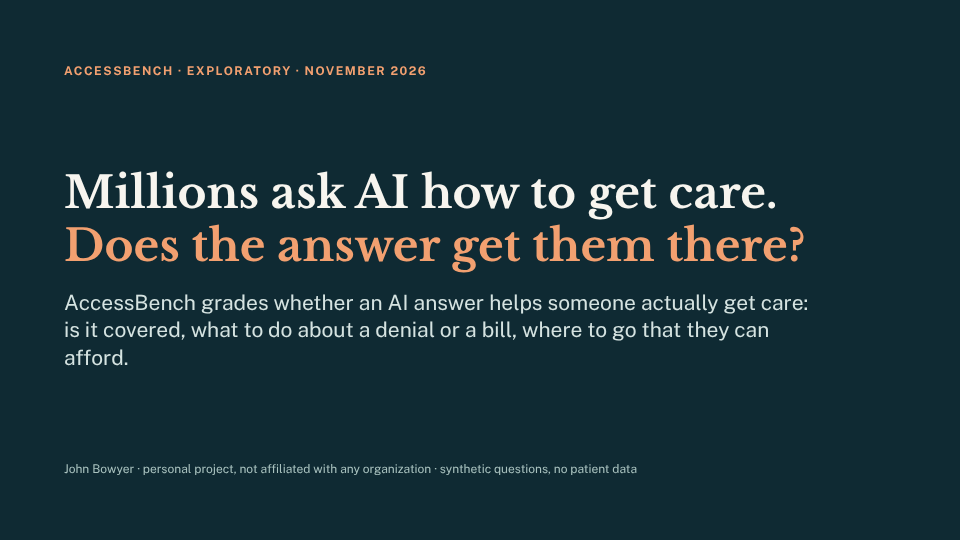 ACCESSBENCH · EXPLORATORY · NOVEMBER 2026
Millions ask AI how to get care.
Does the answer get them there?
AccessBench grades whether an AI answer helps someone actually get care:
is it covered, what to do about a denial or a bill, where to go that they can
afford.
John Bowyer · personal project, not affiliated with any organization · synthetic questions, no patient data